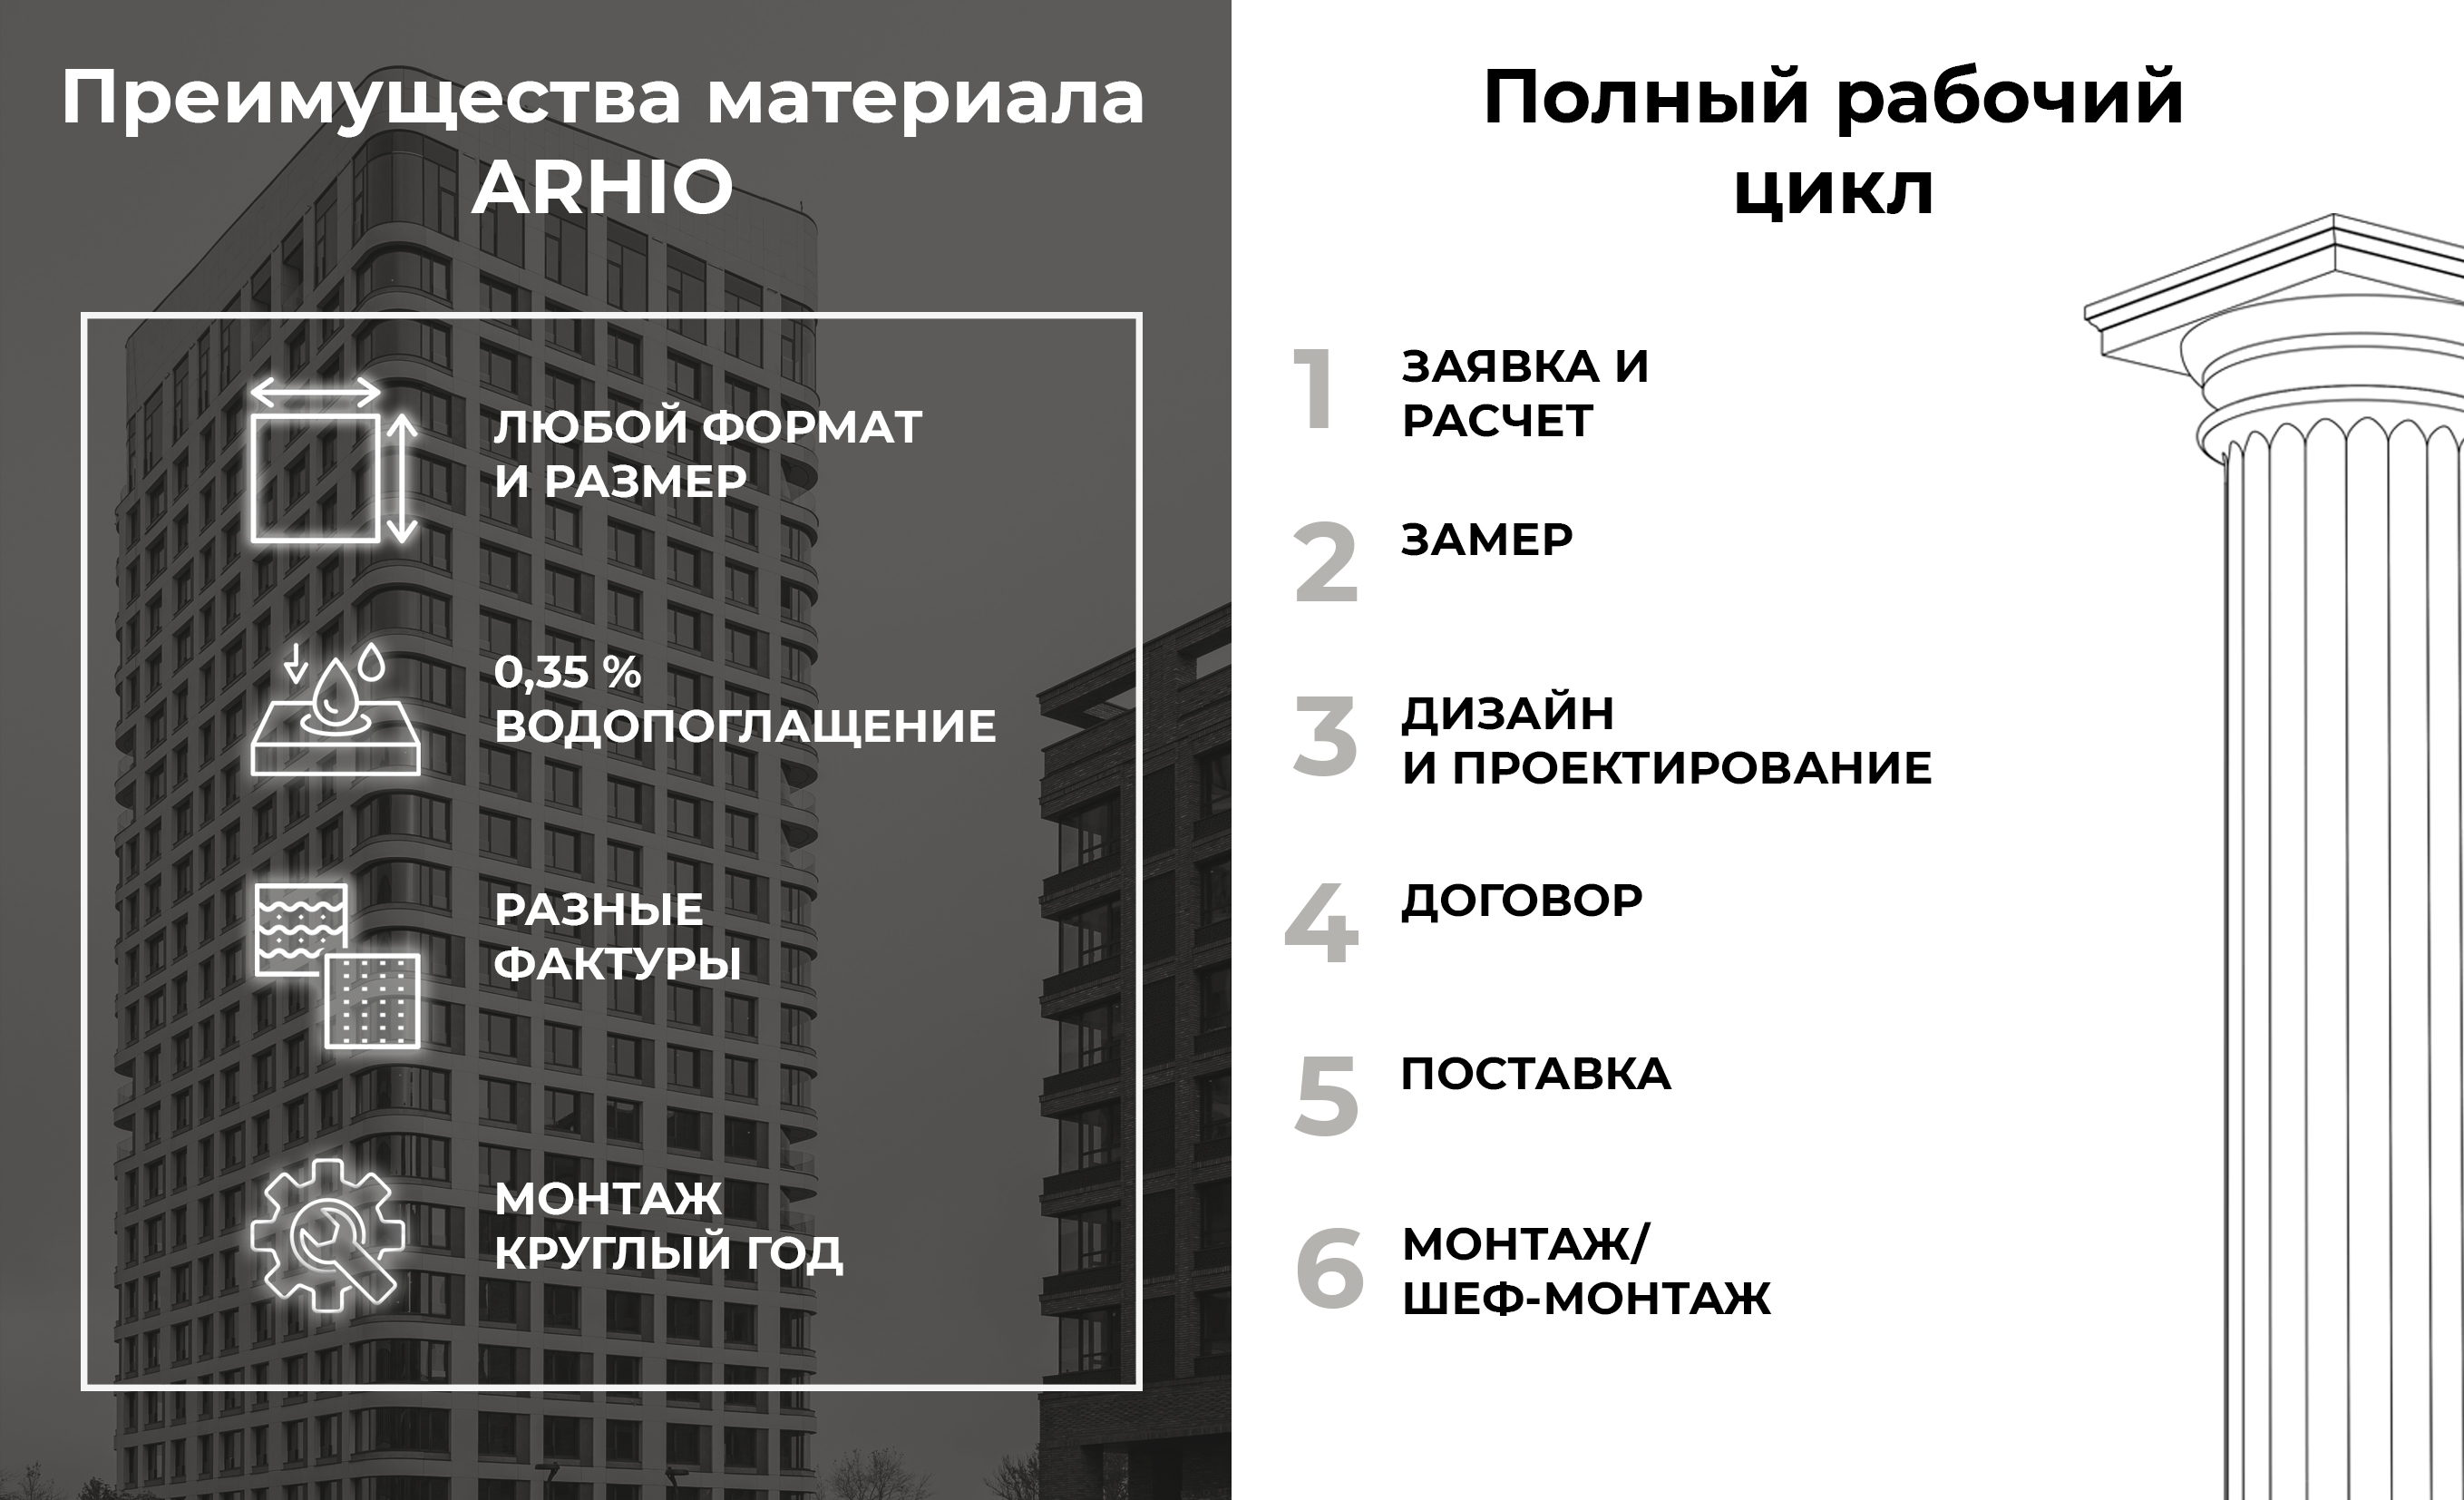 Преимущества материала
ARHIO
ЛЮБОЙ ФОРМАТ
И РАЗМЕР
0,35 %
ВОДОПОГЛАЩЕНИЕ
РАЗНЫЕ
ФАКТУРЫ
МОНТАЖ
КРУГЛЫЙ ГОД
Полный рабочий
цикл
1 ЗАЯВКА И
РАСЧЕТ
2 ЗАМЕР
3 ДИЗАЙН
И ПРОЕКТИРОВАНИЕ
4 ДОГОВОР
5 ПОСТАВКА
6 МОНТАЖ/
ШЕФ-МОНТАЖ